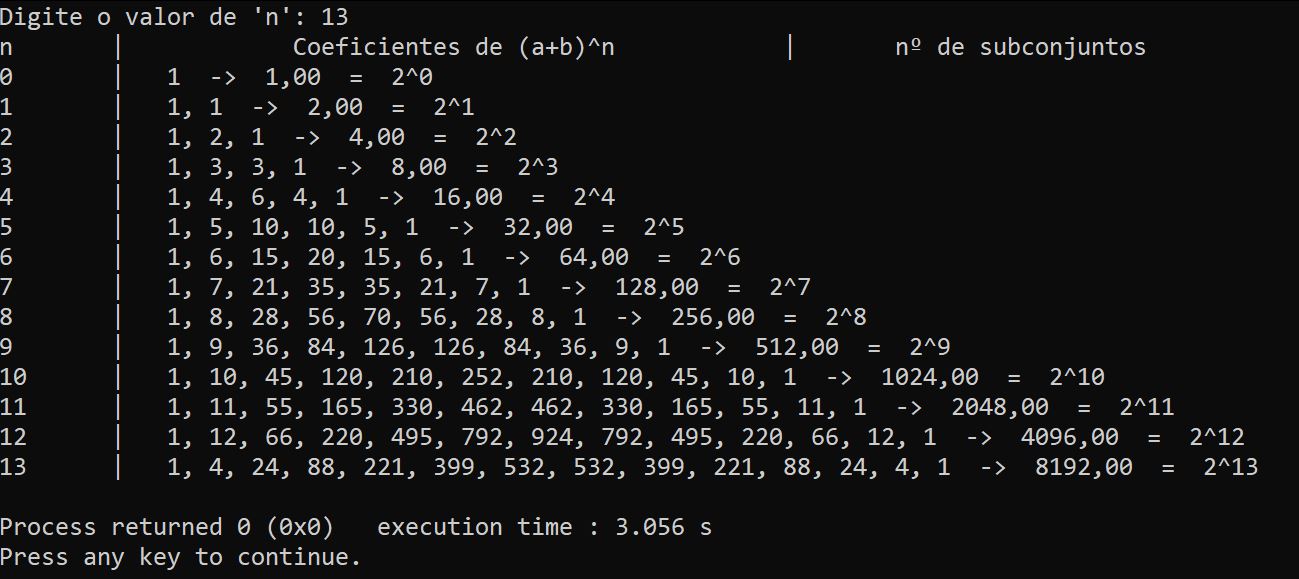 Digite o valor de 'n': 13
n | Coeficientes de (a+b)^n | nº de subconjuntos
0 | 1 -> 1,00 = 2^0
1 | 1, 1 -> 2,00 = 2^1
2 | 1, 2, 1 -> 4,00 = 2^2
3 | 1, 3, 3, 1 -> 8,00 = 2^3
4 | 1, 4, 6, 4, 1 -> 16,00 = 2^4
5 | 1, 5, 10, 10, 5, 1 -> 32,00 = 2^5
6 | 1, 6, 15, 20, 15, 6, 1 -> 64,00 = 2^6
7 | 1, 7, 21, 35, 35, 21, 7, 1 -> 128,00 = 2^7
8 | 1, 8, 28, 56, 70, 56, 28, 8, 1 -> 256,00 = 2^8
9 | 1, 9, 36, 84, 126, 126, 84, 36, 9, 1 -> 512,00 = 2^9
10 | 1, 10, 45, 120, 210, 252, 210, 120, 45, 10, 1 -> 1024,00 = 2^10
11 | 1, 11, 55, 165, 330, 462, 462, 330, 165, 55, 11, 1 -> 2048,00 = 2^11
12 | 1, 12, 66, 220, 495, 792, 924, 792, 495, 220, 66, 12, 1 -> 4096,00 = 2^12
13 | 1, 4, 24, 88, 221, 399, 532, 532, 399, 221, 88, 24, 4, 1 -> 8192,00 = 2^13
Process returned 0 (0x0) execution time : 3.056 s
Press any key to continue.